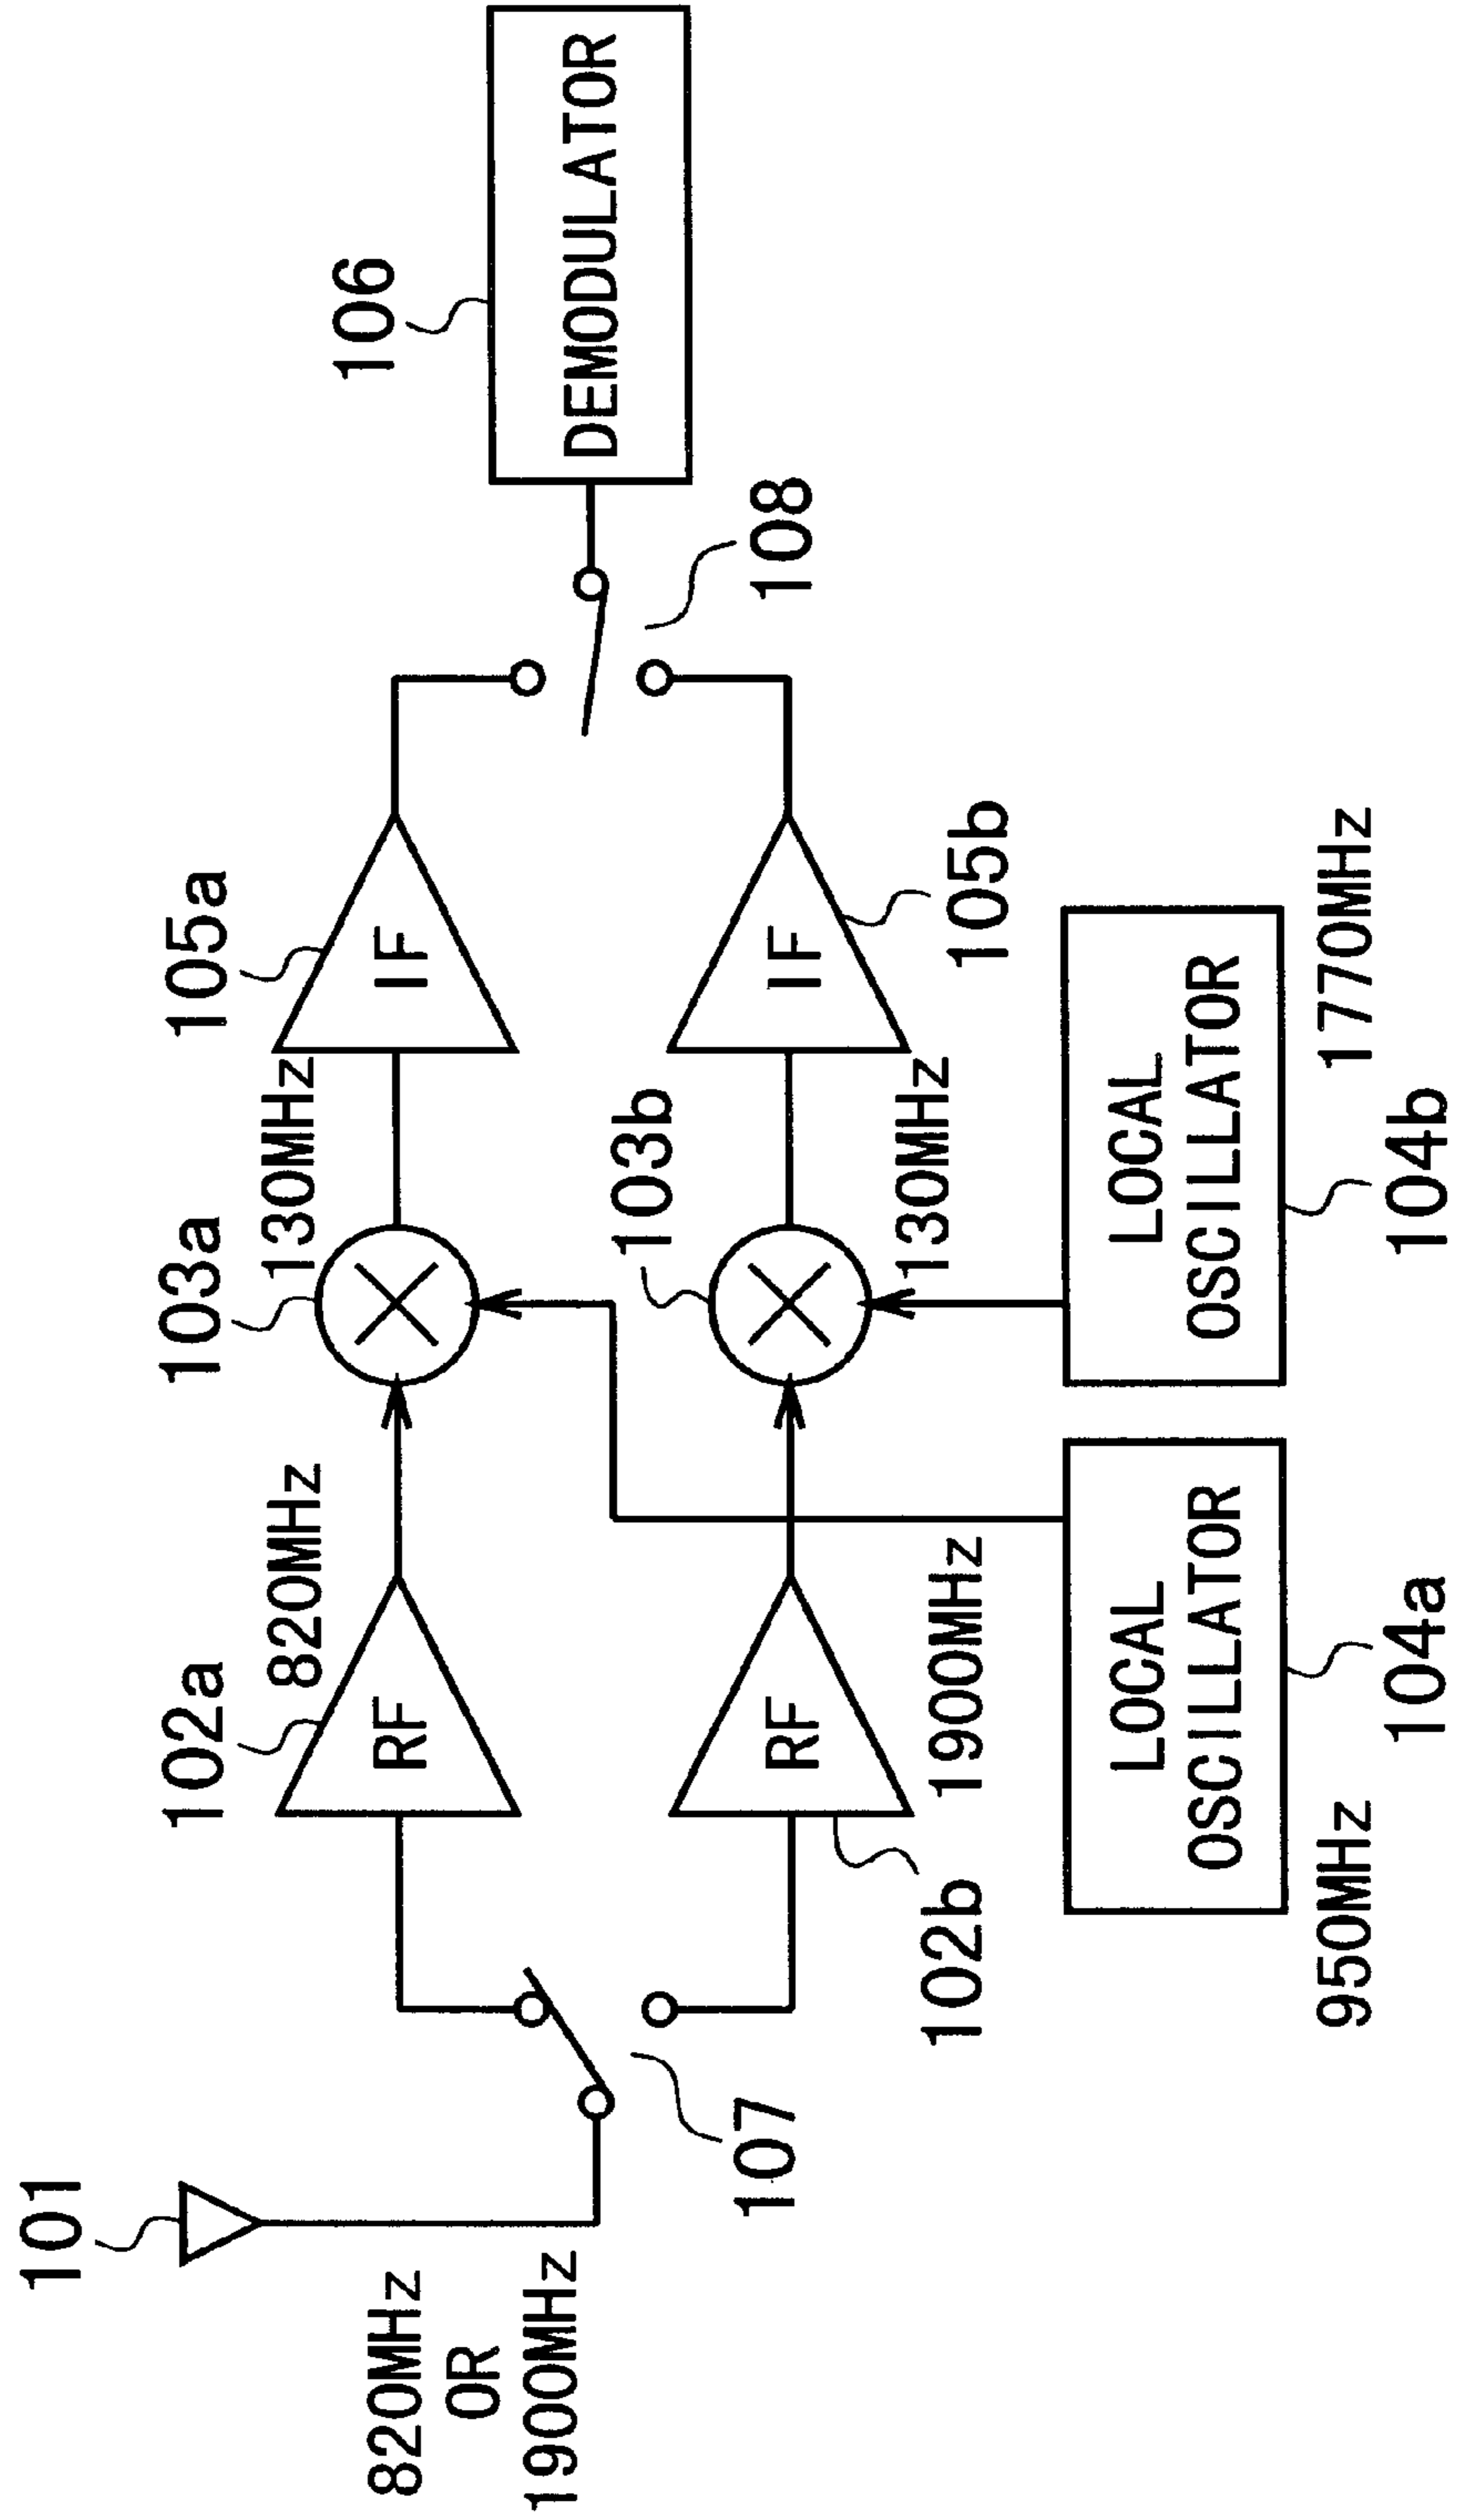 101
820MHz
OR
1900MHz
107
102a
820MHz
RF
RF
102b
1900MHz
103a
130MHz
103b
130MHz
105a
IF
IF
105b
108
106
DEMODULATOR
950MHz
LOCAL
OSCILLATOR
104a
LOCAL
OSCILLATOR
1770MHz
104b